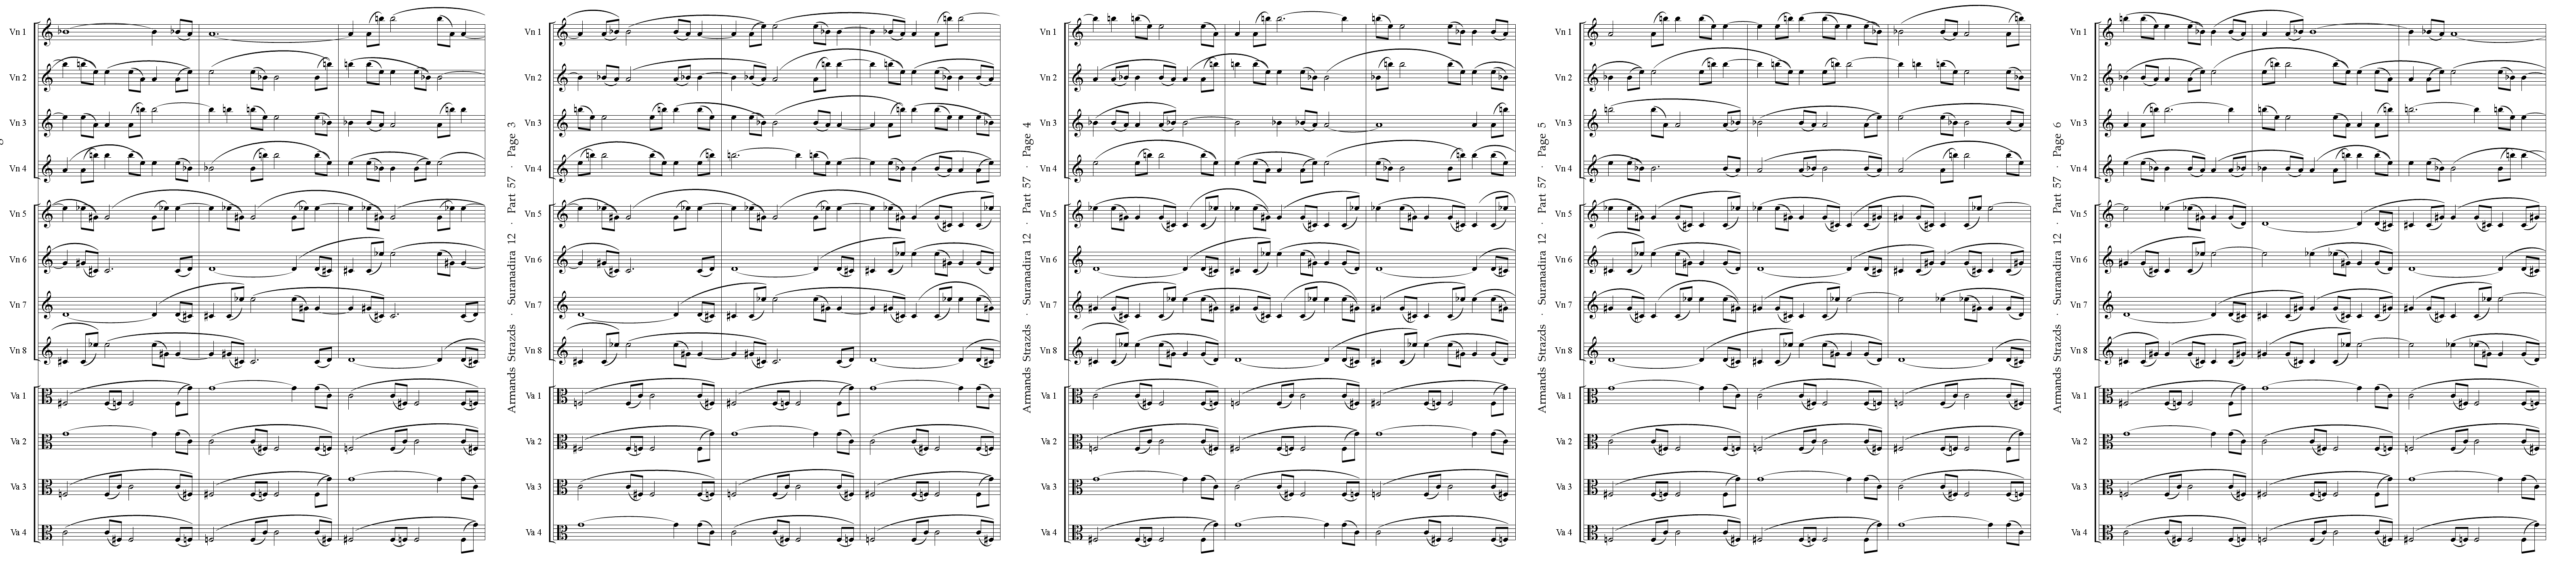 Vn 1
Vn 2
Vn 3
Vn 4
Vn 5
Vn 6
Vn 7
Vn 8
Va 1
Va 2
Va 3
Va 4
Armands Strazds · Suranadira 12 · Part 57 · Page 3
Vn 1
Vn 2
Vn 3
Vn 4
Vn 5
Vn 6
Vn 7
Vn 8
Va 1
Va 2
Va 3
Va 4
Armands Strazds · Suranadira 12 · Part 57 · Page 4
Vn 1
Vn 2
Vn 3
Vn 4
Vn 5
Vn 6
Vn 7
Vn 8
Va 1
Va 2
Va 3
Va 4
Armands Strazds · Suranadira 12 · Part 57 · Page 5
Vn 1
Vn 2
Vn 3
Vn 4
Vn 5
Vn 6
Vn 7
Vn 8
Va 1
Va 2
Va 3
Va 4
Armands Strazds · Suranadira 12 · Part 57 · Page 6
Vn 1
Vn 2
Vn 3
Vn 4
Vn 5
Vn 6
Vn 7
Vn 8
Va 1
Va 2
Va 3
Va 4